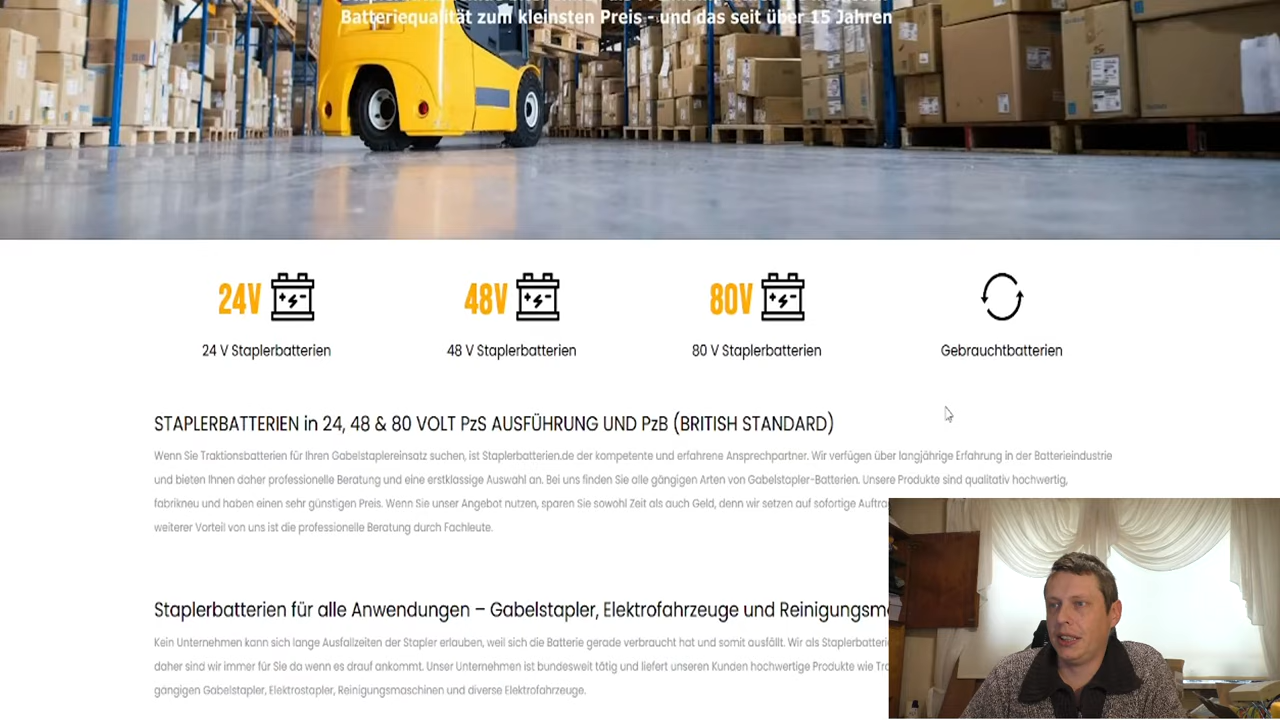 Batteriequalität zum kleinsten Preis - und das seit über 15 Jahren
24V
48V
80V
24 V Staplerbatterien
48 V Staplerbatterien
80 V Staplerbatterien
Gebrauchtbatterien
STAPLERBATTERIEN in 24, 48 & 80 VOLT PzS AUSFÜHRUNG UND PzB (BRITISH STANDARD)
Wenn Sie Traktionsbatterien für Ihren Gabelstaplereinsatz suchen, ist Staplerbatterien.de der kompetente und erfahrene Ansprechpartner. Wir verfügen über langjährige Erfahrung in der Batterieindustrie
und bieten Ihnen daher professionelle Beratung und eine erstklassige Auswahl an. Bei uns finden Sie alle gängigen Arten von Gabelstapler-Batterien. Unsere Produkte sind qualitativ hochwertig,
fabrikneu und haben einen sehr günstigen Preis. Wenn Sie unser Angebot nutzen, sparen Sie sowohl Zeit als auch Geld, denn wir setzen auf sofortige Auftra
weiterer Vorteil von uns ist die professionelle Beratung durch Fachleute.
Staplerbatterien für alle Anwendungen – Gabelstapler, Elektrofahrzeuge und Reinigungsm
Kein Unternehmen kann sich lange Ausfallzeiten der Stapler erlauben, weil sich die Batterie gerade verbraucht hat und somit ausfällt. Wir als Staplerbatteri
daher sind wir immer für Sie da wenn es drauf ankommt. Unser Unternehmen ist bundesweit tätig und liefert unseren Kunden hochwertige Produkte wie Tra
gängigen Gabelstapler, Elektrostapler, Reinigungsmaschinen und diverse Elektrofahrzeuge.